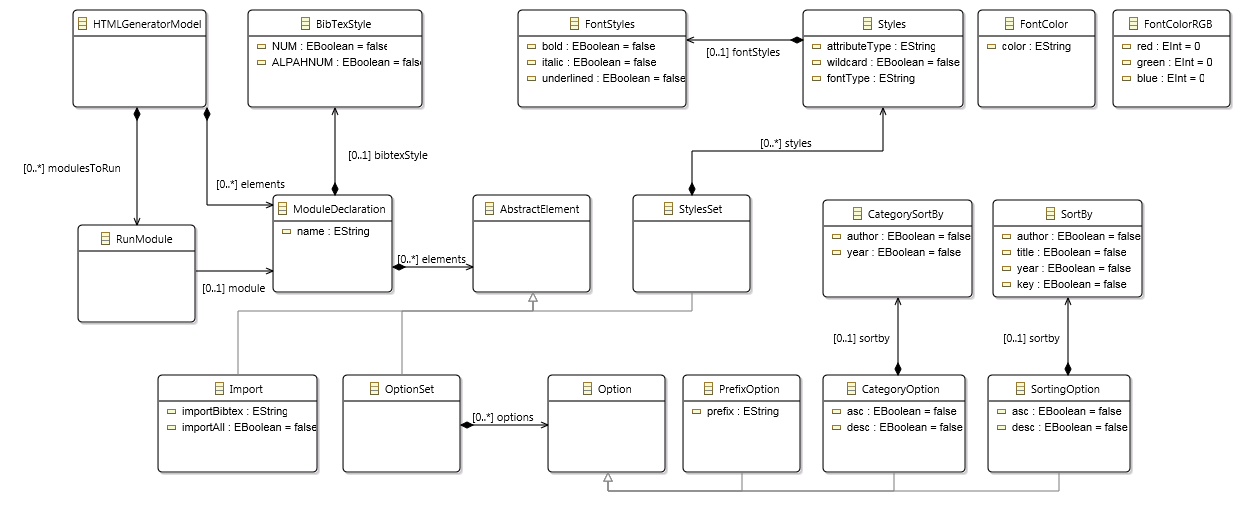 HTMLGeneratorModel
BibTexStyle
NUM : EBoolean = false
ALPAHNUM : EBoolean = false
FontStyles
bold : EBoolean = false
italic : EBoolean = false
underlined : EBoolean = false
[0..1] fontStyles
Styles
attributeType : EString
wildcard : EBoolean = false
fontType : EString
FontColor
color : EString
FontColorRGB
red : EInt = 0
green : EInt = 0
blue : EInt = 0
[0..*] modulesToRun
[0..*] elements
[0..1] bibtexStyle
[0..*] styles
RunModule
[0..1] module
ModuleDeclaration
name : EString
[0..*] elements
AbstractElement
StylesSet
CategorySortBy
author : EBoolean = false
year : EBoolean = false
SortBy
author : EBoolean = false
title : EBoolean = false
year : EBoolean = false
key : EBoolean = false
[0..1] sortby
[0..1] sortby
Import
importBibtex : EString
importAll : EBoolean = false
OptionSet
[0..*] options
Option
PrefixOption
prefix : EString
CategoryOption
asc : EBoolean = false
desc : EBoolean = false
SortingOption
asc : EBoolean = false
desc : EBoolean = false